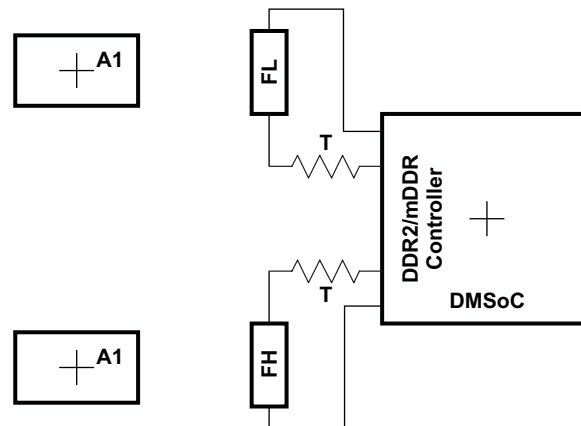 A1
FL
T
DDR2/mDDR
Controller
DMSoC
T
A1
FH